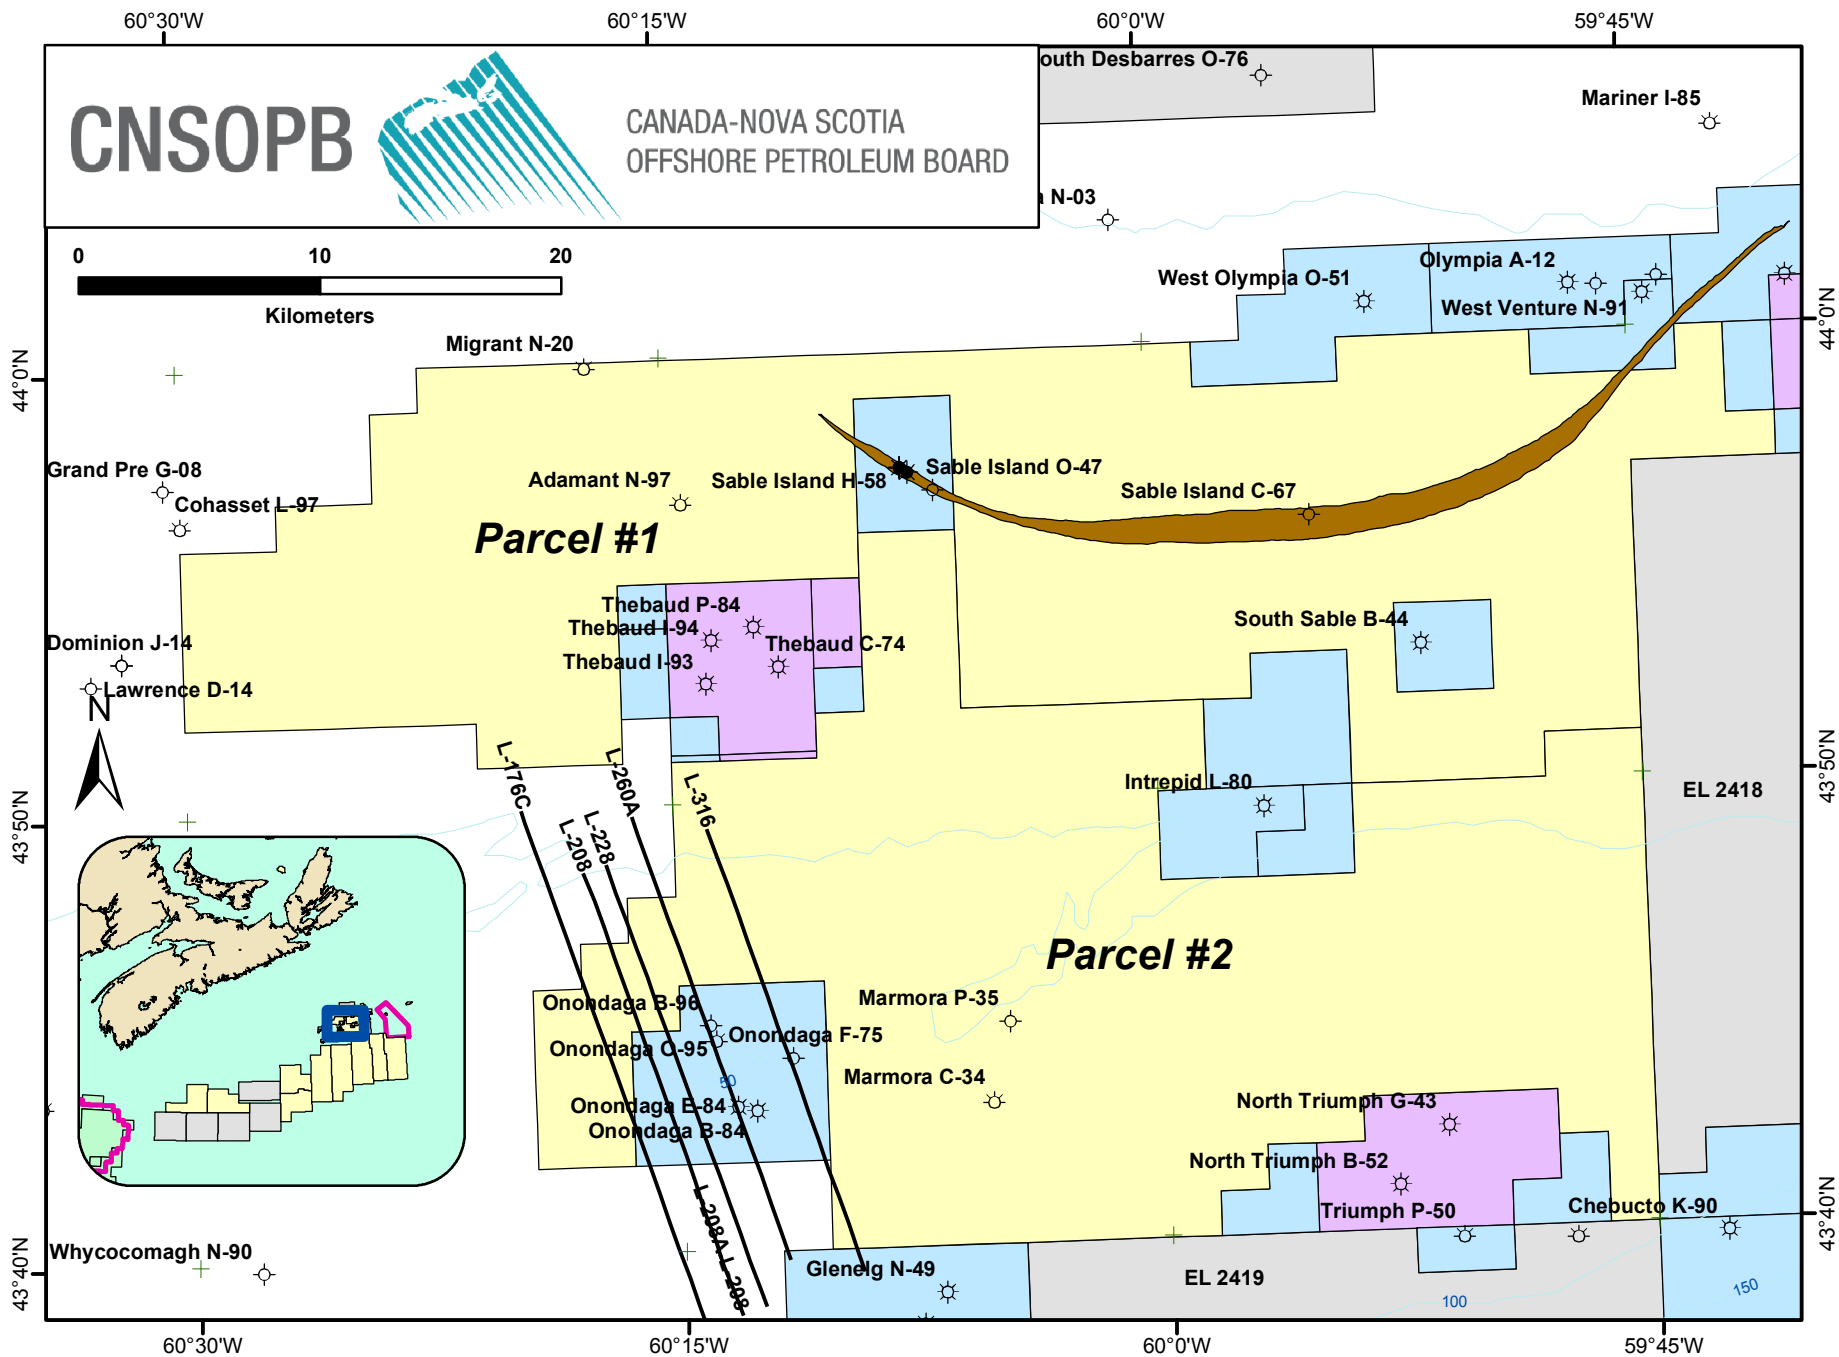 60°30'W 60°15'W 60°0'W 59°45'W
CNSOPB
CANADA-NOVA SCOTIA
OFFSHORE PETROLEUM BOARD
outh Desbarres O-76
Mariner I-85
N-03
0 10 20
Kilometers
West Olympia O-51
Olympia A-12
West Venture N-91
Migrant N-20
44°0'N
44°0'N
Grand Pre G-08
Cohasset L-97
Adamant N-97
Sable Island H-58
Sable Island O-47
Sable Island C-67
Parcel #1
Thebaud P-84
Thebaud I-94
Thebaud C-74
Thebaud I-93
South Sable B-44
Dominion J-14
Lawrence D-14
N
L-176C
L-260A
L-316
L-228
L-208
Intrepid L-80
EL 2418
43°50'N
43°50'N
Parcel #2
Onondaga B-96
Onondaga F-75
Onondaga O-95
50
Onondaga E-84
Onondaga B-84
Marmora P-35
Marmora C-34
North Triumph G-43
North Triumph B-52
Triumph P-50
Chebucto K-90
L-208A L-208
Whycocomagh N-90
Glenelg N-49
EL 2419
100
150
43°40'N
43°40'N
60°30'W 60°15'W 60°0'W 59°45'W